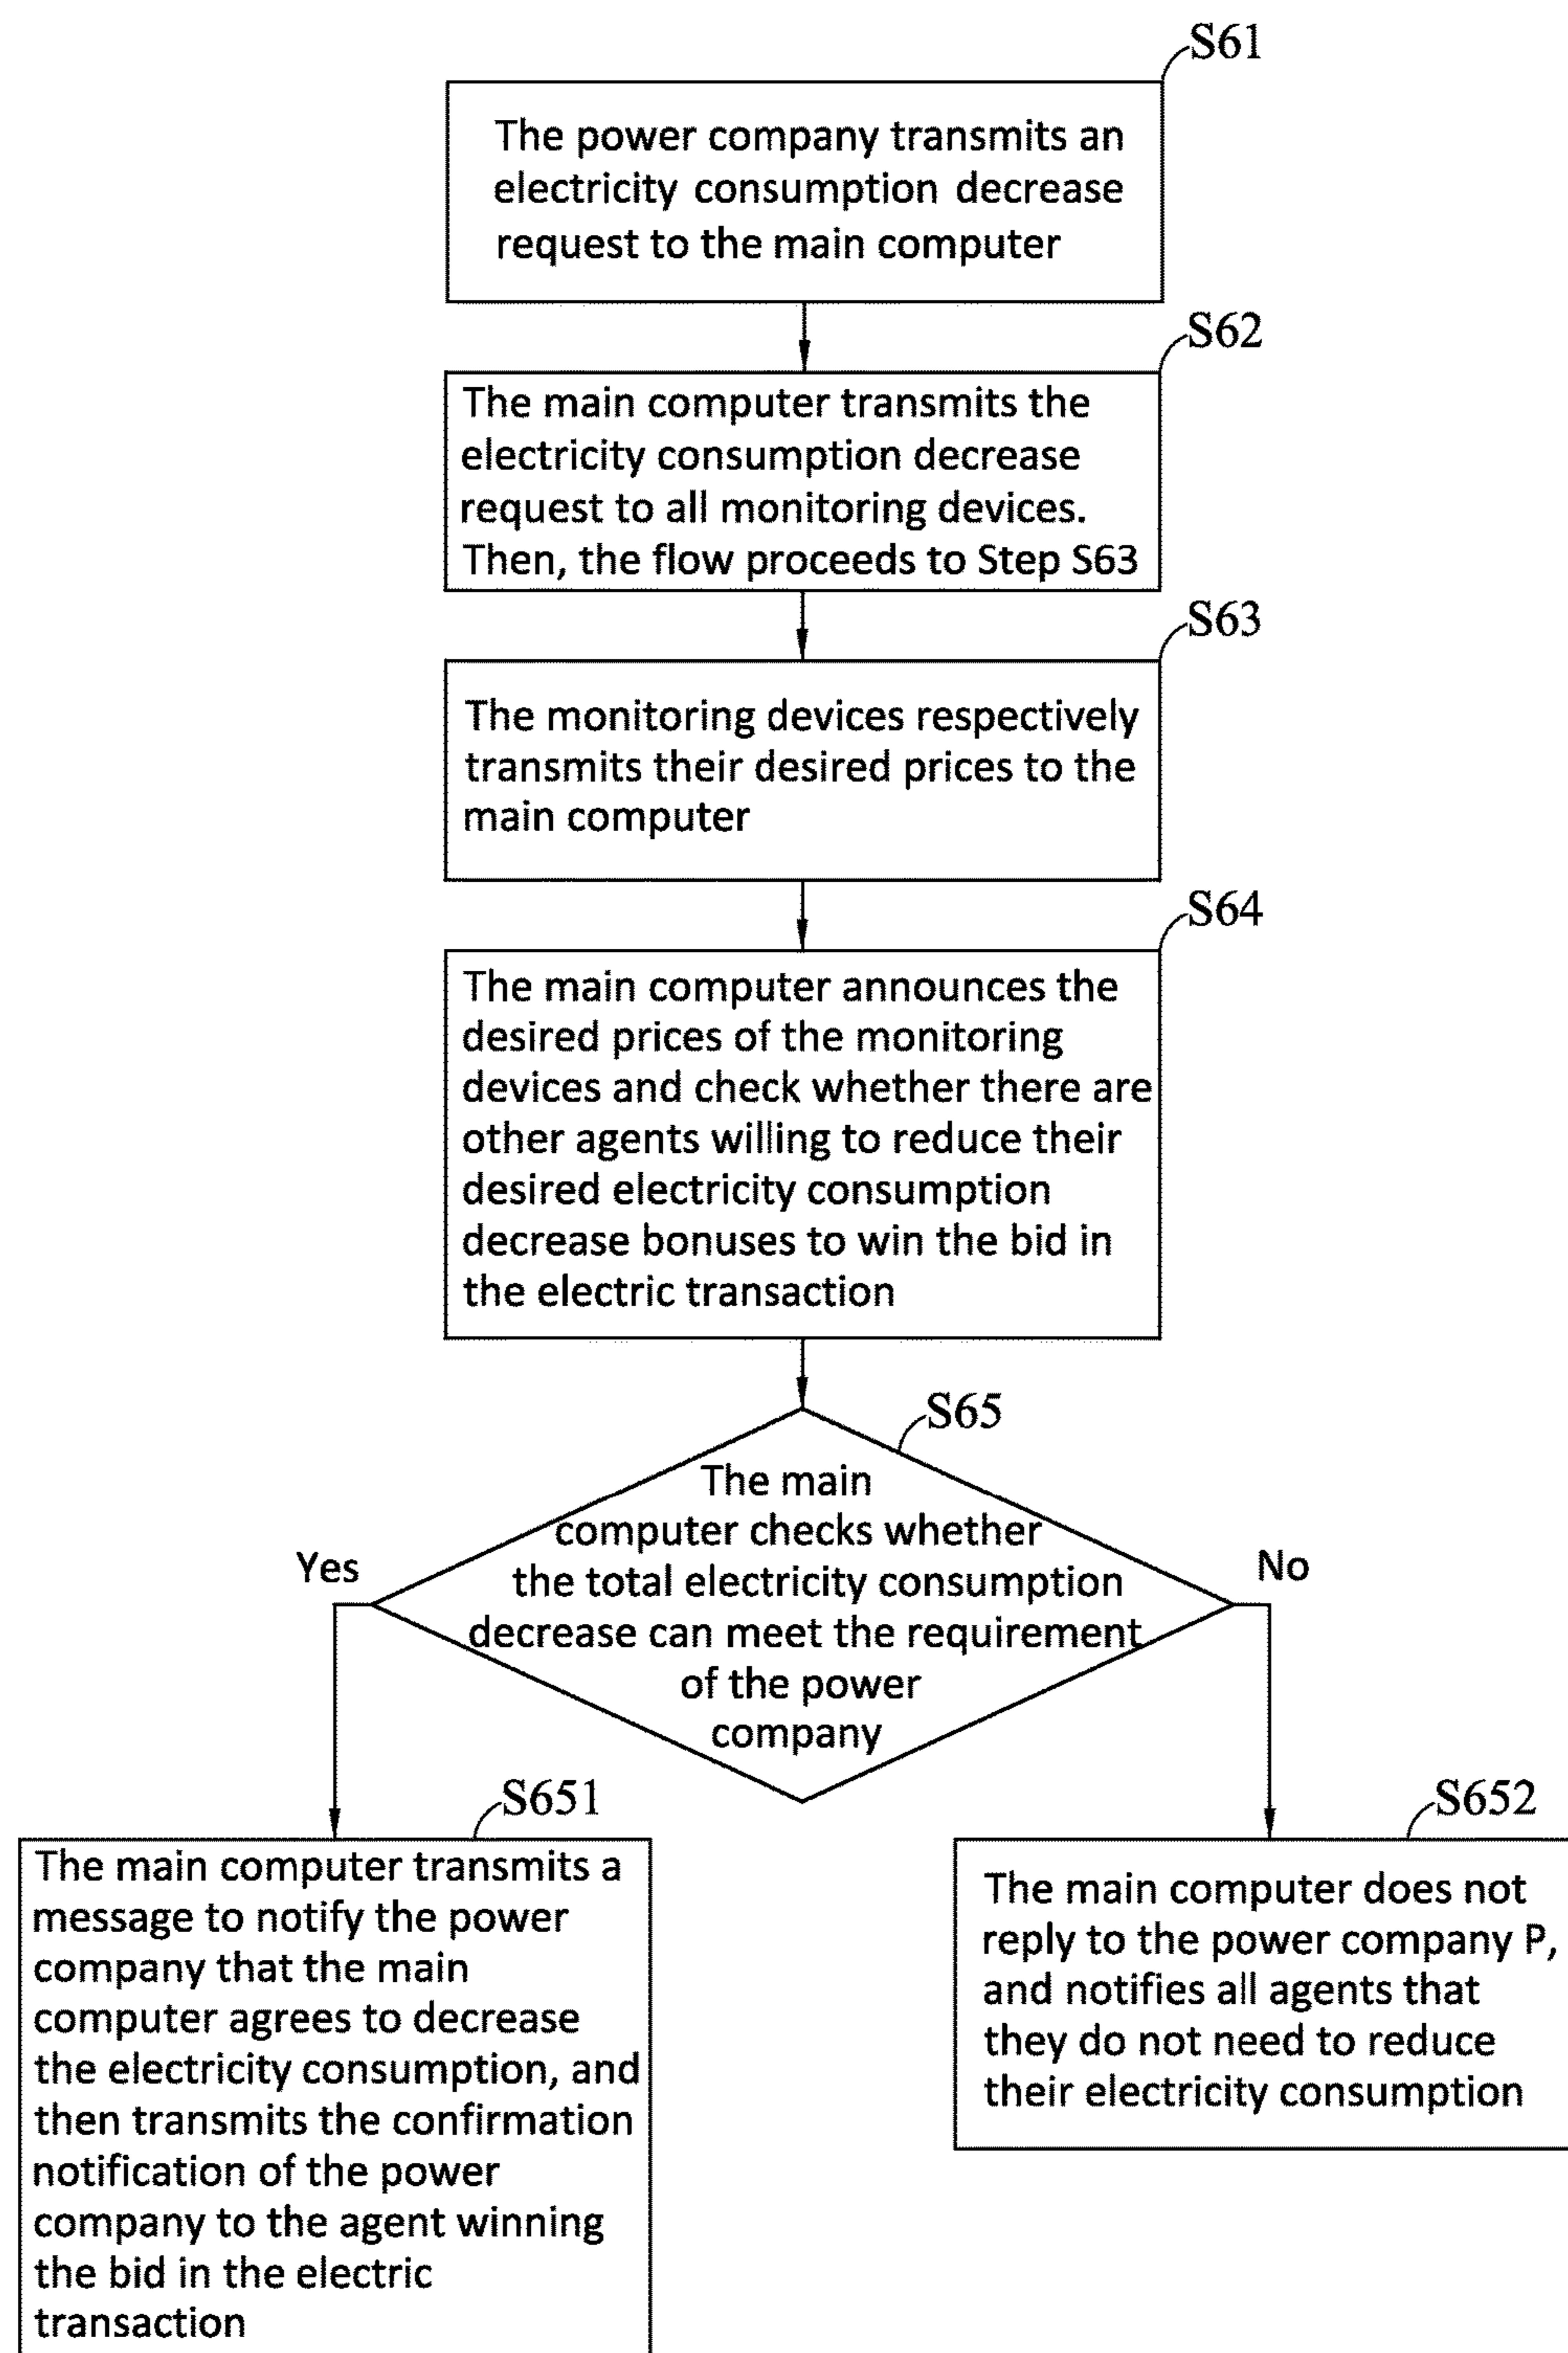 S61
The power company transmits an
electricity consumption decrease
request to the main computer
S62
The main computer transmits the
electricity consumption decrease
request to all monitoring devices.
Then, the flow proceeds to Step S63
S63
The monitoring devices respectively
transmits their desired prices to the
main computer
S64
The main computer announces the
desired prices of the monitoring
devices and check whether there are
other agents willing to reduce their
desired electricity consumption
decrease bonuses to win the bid in
the electric transaction
S65
The main
computer checks whether
the total electricity consumption
decrease can meet the requirement
of the power
company
Yes
No
S651
The main computer transmits a
message to notify the power
company that the main
computer agrees to decrease
the electricity consumption, and
then transmits the confirmation
notification of the power
company to the agent winning
the bid in the electric
transaction
S652
The main computer does not
reply to the power company P,
and notifies all agents that
they do not need to reduce
their electricity consumption